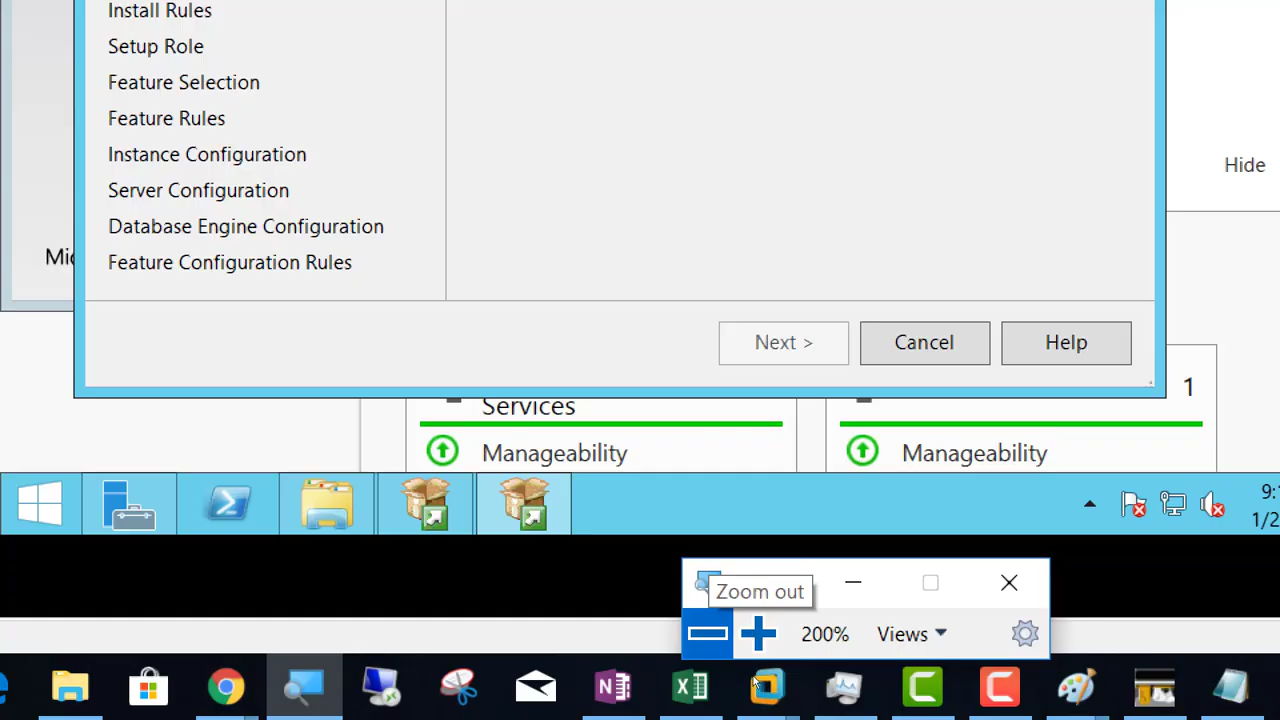 Install Rules
Setup Role
Feature Selection
Feature Rules
Instance Configuration
Server Configuration
Database Engine Configuration
Feature Configuration Rules
Hide
Next >
Cancel
Help
1
Services
Manageability
Manageability
Zoom out
200%
Views